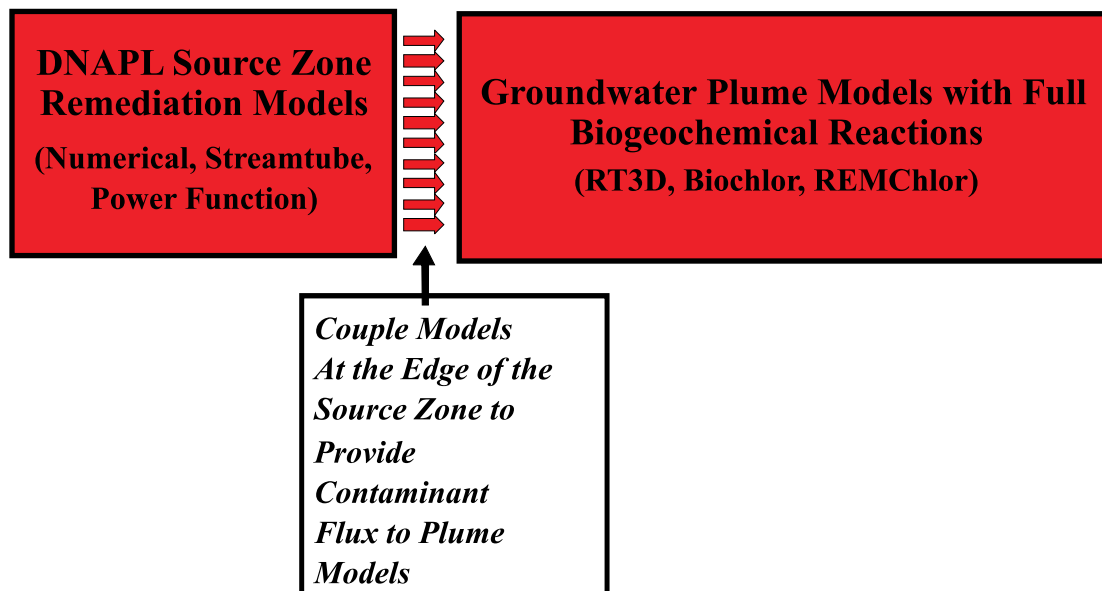 DNAPL Source Zone
Remediation Models
(Numerical, Streamtube,
Power Function)
Groundwater Plume Models with Full
Biogeochemical Reactions
(RT3D, Biochlor, REMChlor)
Couple Models
At the Edge of the
Source Zone to
Provide
Contaminant
Flux to Plume
Models